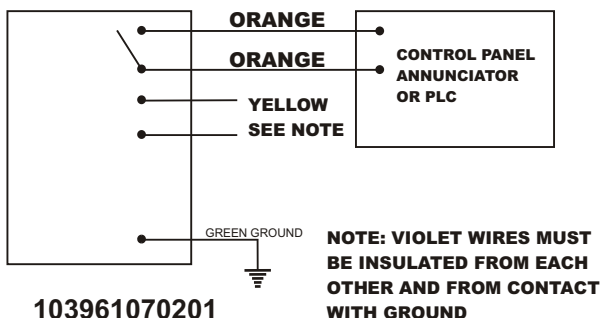 ORANGE
ORANGE
CONTROL PANEL
ANNUNCIATOR
OR PLC
YELLOW
SEE NOTE
GREEN GROUND
NOTE: VIOLET WIRES MUST
BE INSULATED FROM EACH
OTHER AND FROM CONTACT
WITH GROUND
103961070201